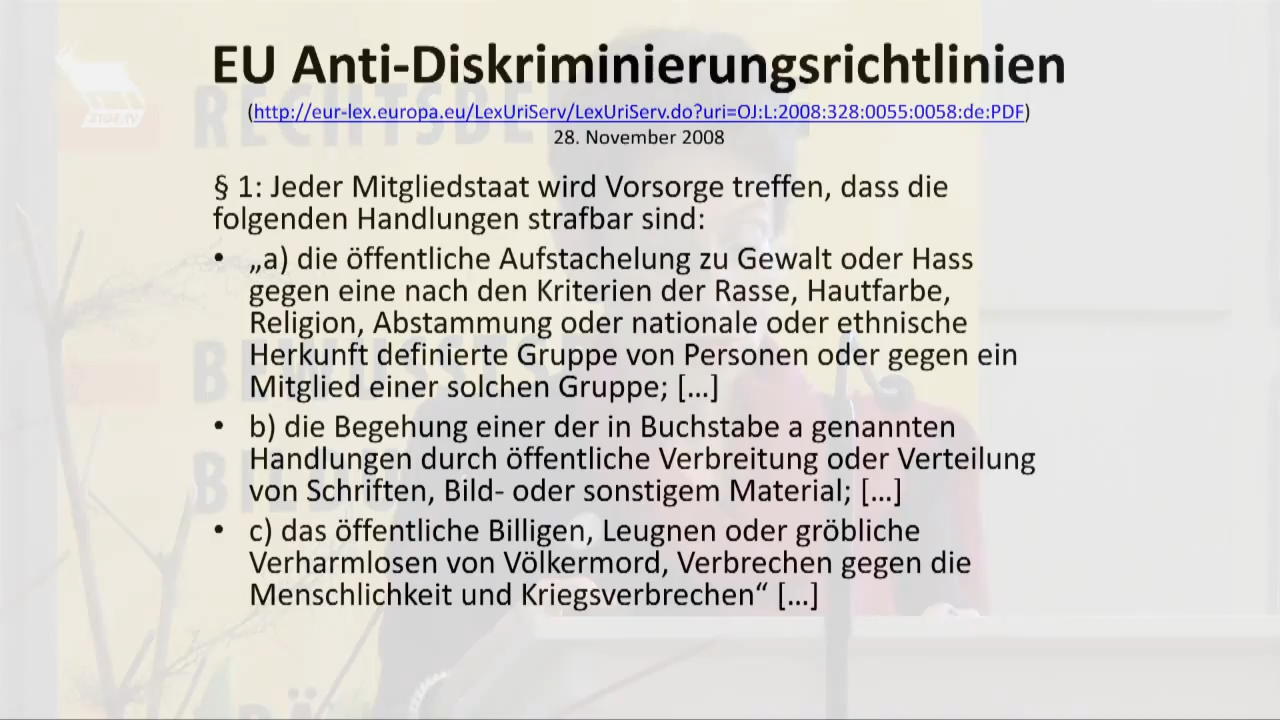 EU Anti-Diskriminierungsrichtlinien
(http://eur-lex.europa.eu/LexUriServ/LexUriServ.do?uri=OJ:L:2008:328:0055:0058:de:PDF)
28. November 2008
§ 1: Jeder Mitgliedstaat wird Vorsorge treffen, dass die
folgenden Handlungen strafbar sind:
• „a) die öffentliche Aufstachelung zu Gewalt oder Hass
gegen eine nach den Kriterien der Rasse, Hautfarbe,
Religion, Abstammung oder nationale oder ethnische
Herkunft definierte Gruppe von Personen oder gegen ein
Mitglied einer solchen Gruppe; […]
• b) die Begehung einer der in Buchstabe a genannten
Handlungen durch öffentliche Verbreitung oder Verteilung
von Schriften, Bild- oder sonstigem Material; […]
• c) das öffentliche Billigen, Leugnen oder gröbliche
Verharmlosen von Völkermord, Verbrechen gegen die
Menschlichkeit und Kriegsverbrechen“ […]